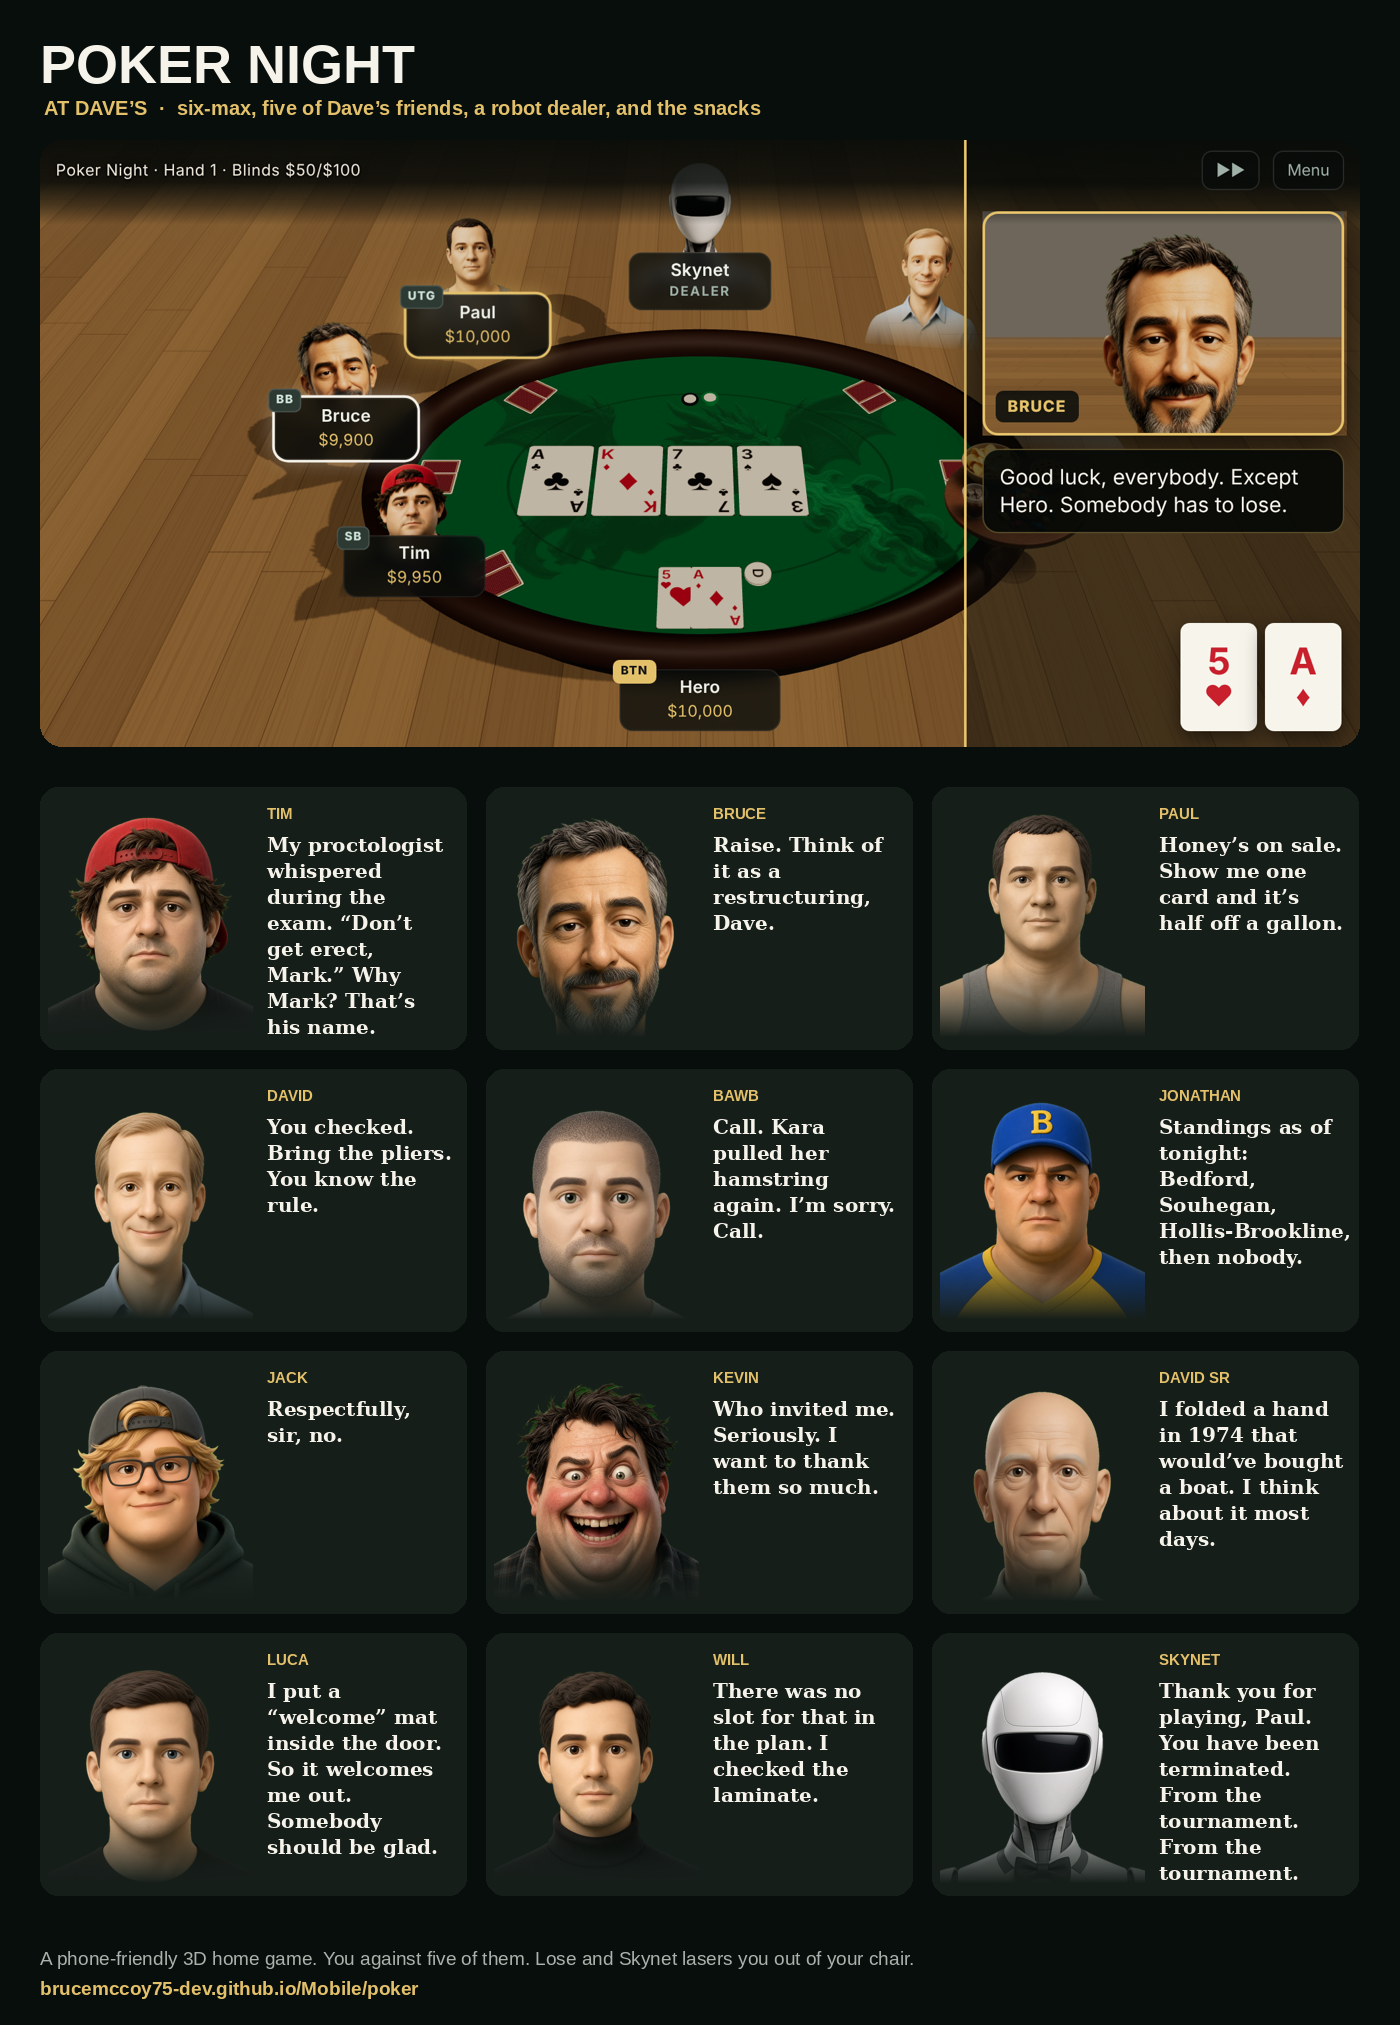 POKER NIGHT
AT DAVE’S · six-max, five of Dave’s friends, a robot dealer, and the snacks
Poker Night · Hand 1 · Blinds $50/$100
Menu
Skynet
DEALER
UTG
Paul
$10,000
BB
Bruce
$9,900
SB
Tim
$9,950
A
A
K
K
7
7
3
3
5
A
A
D
BTN
Hero
$10,000
BRUCE
Good luck, everybody. Except
Hero. Somebody has to lose.
5
A
TIM
My proctologist
whispered
during the
exam. “Don’t
get erect,
Mark.” Why
Mark? That’s
his name.
BRUCE
Raise. Think of
it as a
restructuring,
Dave.
PAUL
Honey’s on sale.
Show me one
card and it’s
half off a gallon.
DAVID
You checked.
Bring the pliers.
You know the
rule.
BAWB
Call. Kara
pulled her
hamstring
again. I’m sorry.
Call.
B
JONATHAN
Standings as of
tonight:
Bedford,
Souhegan,
Hollis-Brookline,
then nobody.
JACK
Respectfully,
sir, no.
KEVIN
Who invited me.
Seriously. I
want to thank
them so much.
DAVID SR
I folded a hand
in 1974 that
would’ve bought
a boat. I think
about it most
days.
LUCA
I put a
“welcome” mat
inside the door.
So it welcomes
me out.
Somebody
should be glad.
WILL
There was no
slot for that in
the plan. I
checked the
laminate.
SKYNET
Thank you for
playing, Paul.
You have been
terminated.
From the
tournament.
From the
tournament.
A phone-friendly 3D home game. You against five of them. Lose and Skynet lasers you out of your chair.
brucemccoy75-dev.github.io/Mobile/poker